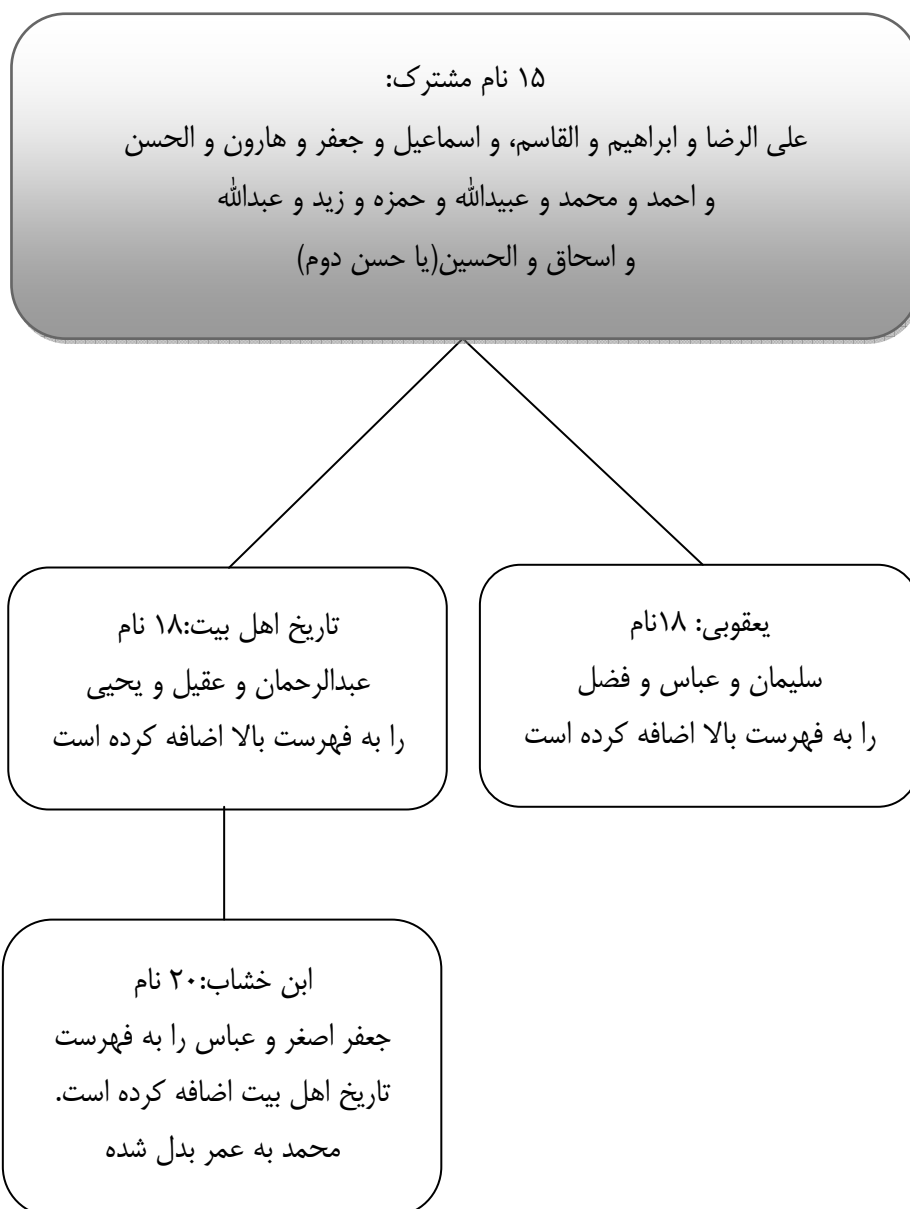 ۱۵ نام مشترک:
علی الرضا و ابراهیم و القاسم، و اسماعیل و جعفر و هارون و الحسن
و احمد و محمد و عبیدالله و حمزه و زید و عبدالله
و اسحاق و الحسین(یا حسن دوم)
یعقوبی: ۱۸نام
سلیمان و عباس و فضل
را به فهرست بالا اضافه کرده است
تاریخ اهل بیت:۱۸ نام
عبدالرحمان و عقیل و یحیی
را به فهرست بالا اضافه کرده است
ابن خشاب:۲۰ نام
جعفر اصغر و عباس را به فهرست
تاریخ اهل بیت اضافه کرده است.
محمد به عمر بدل شده